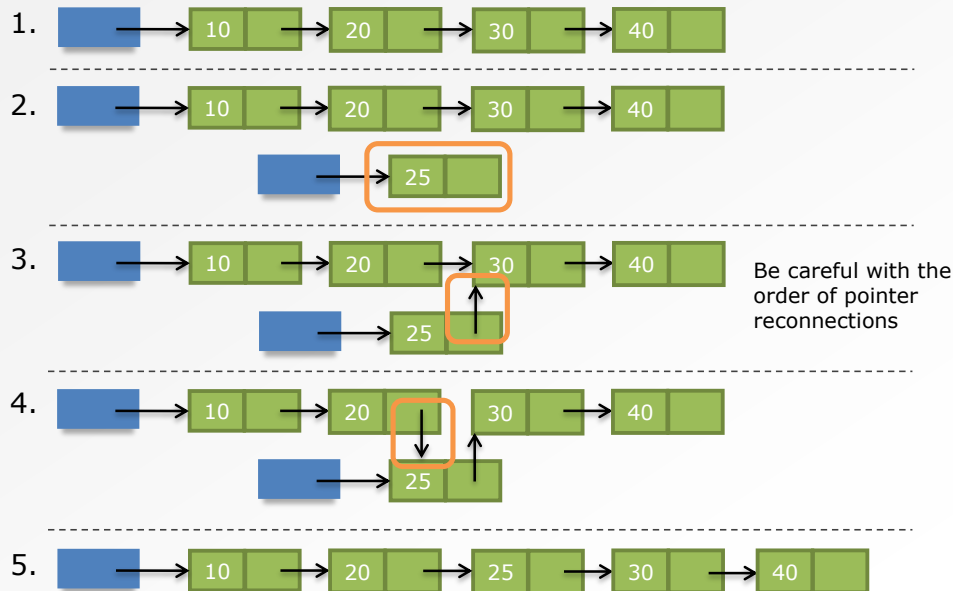 1. 10 20 30 40
2. 10 20 30 40
25
3. 10 20 30 40
Be careful with the
order of pointer
reconnections
25
4. 10 20 30 40
25
5. 10 20 25 30 40